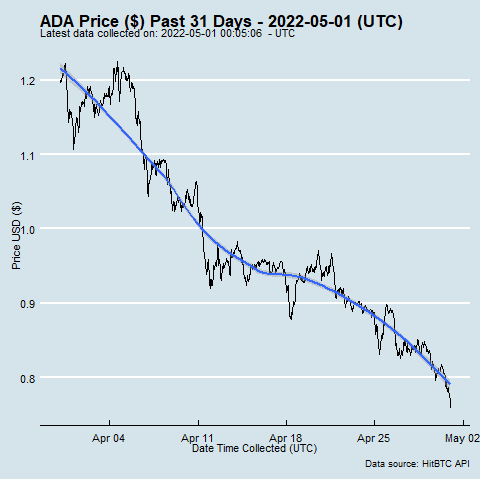 ADA Price ($) Past 31 Days - 2022-05-01 (UTC)
Latest data collected on: 2022-05-01 00:05:06 - UTC
Price USD ($)
1.2
1.1
1.0
0.9
0.8
Apr 04 Apr 11 Apr 18 Apr 25 May 02
Date Time Collected (UTC)
Data source: HitBTC API